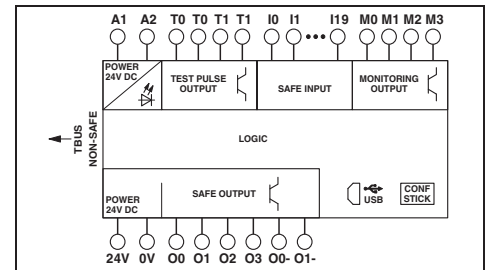 A1 A2 T0 T0 T1 T1 I0 I1 I19 M0 M1 M2 M3
POWER
24V DC
TEST PULSE
OUTPUT
SAFE INPUT
MONITORING
OUTPUT
TBUS
NON-SAFE
LOGIC
POWER
24V DC
SAFE OUTPUT
USB
CONF
STICK
24V 0V O0 O1 O2 O3 O0- O1-